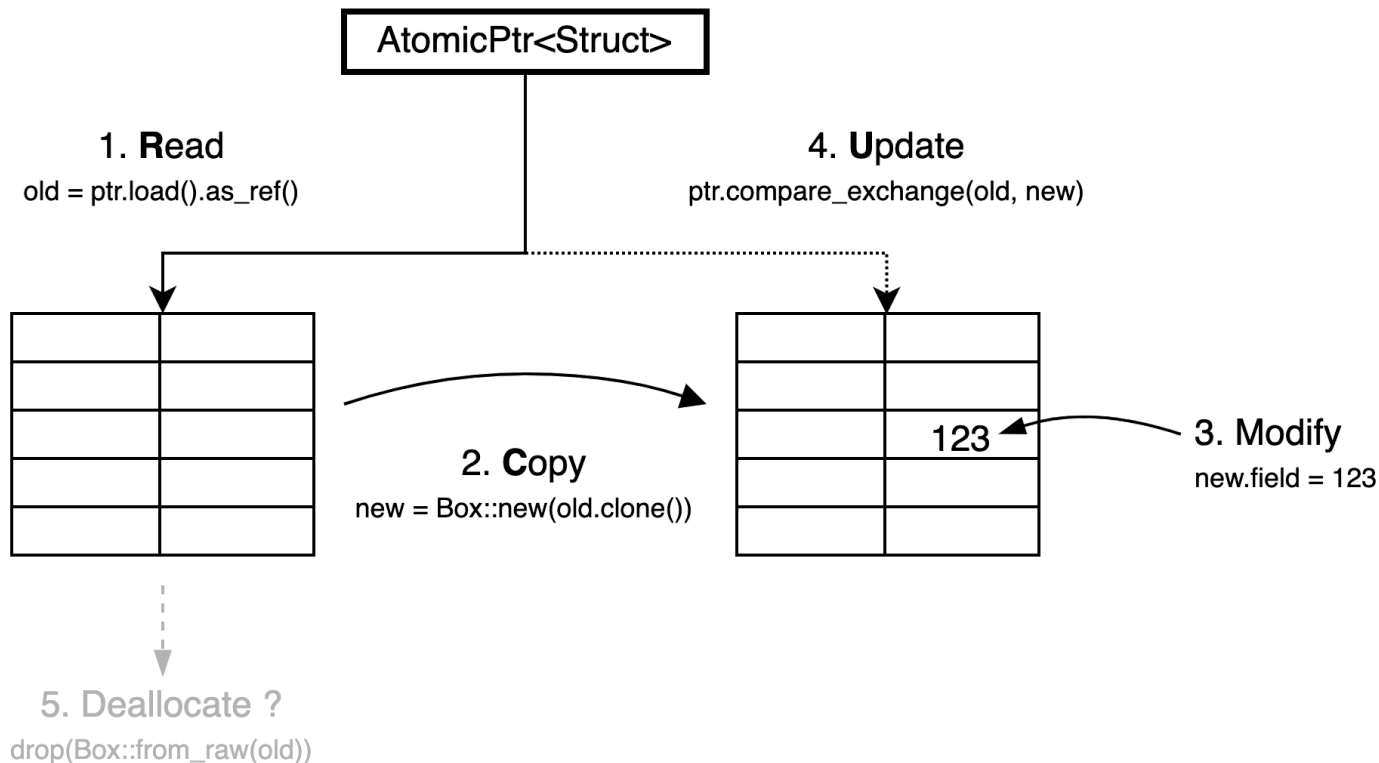 AtomicPtr<Struct>
1. Read
old = ptr.load().as_ref()
4. Update
ptr.compare_exchange(old, new)
2. Copy
new = Box::new(old.clone())
123
3. Modify
new.field = 123
5. Deallocate ?
drop(Box::from_raw(old))